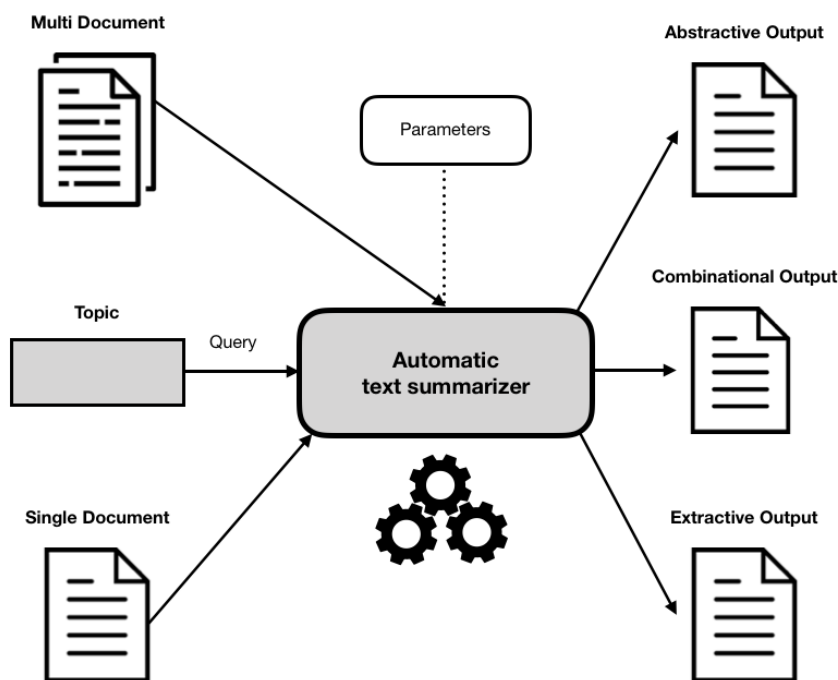 Multi Document
Abstractive Output
Parameters
Combinational Output
Topic
Query
Automatic
text summarizer
Single Document
Extractive Output